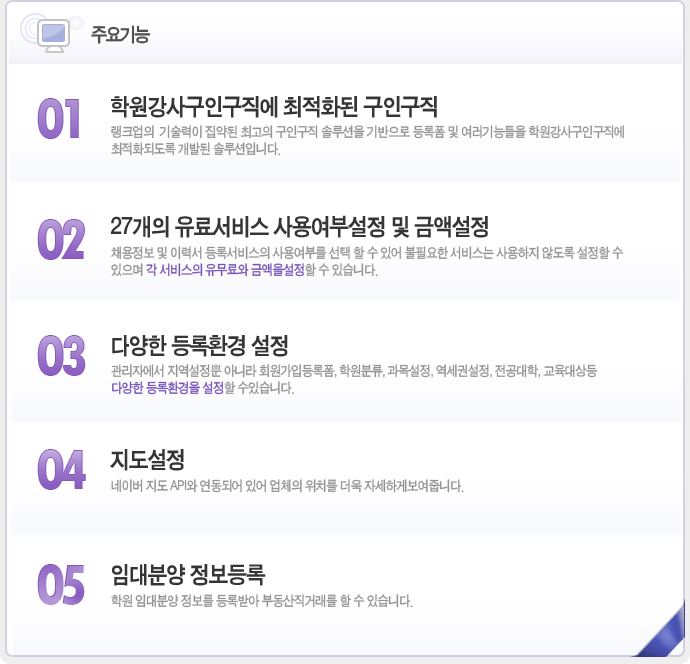 주요기능
01
학원강사구인구직에 최적화된 구인구직
랭크업의 기술력이 집약된 최고의 구인구직 솔루션을 기반으로 등록폼 및 여러기능들을 학원강사구인구직에
최적화되도록 개발된 솔루션입니다.
02
27개의 유료서비스 사용여부설정 및 금액설정
채용정보 및 이력서 등록서비스의 사용여부를 선택 할 수 있어 불필요한 서비스는 사용하지 않도록 설정할 수
있으며 각 서비스의 유무료와 금액을설정할 수 있습니다.
03
다양한 등록환경 설정
관리자에서 지역설정뿐 아니라 회원가입등록폼, 학원분류, 과목설정, 역세권설정, 전공대학, 교육대상등
다양한 등록환경을 설정할 수있습니다.
04
지도설정
네이버 지도 API와 연동되어 있어 업체의 위치를 더욱 자세하게보여줍니다.
05
임대분양 정보등록
학원 임대분양 정보를 등록받아 부동산직거래를 할 수 있습니다.